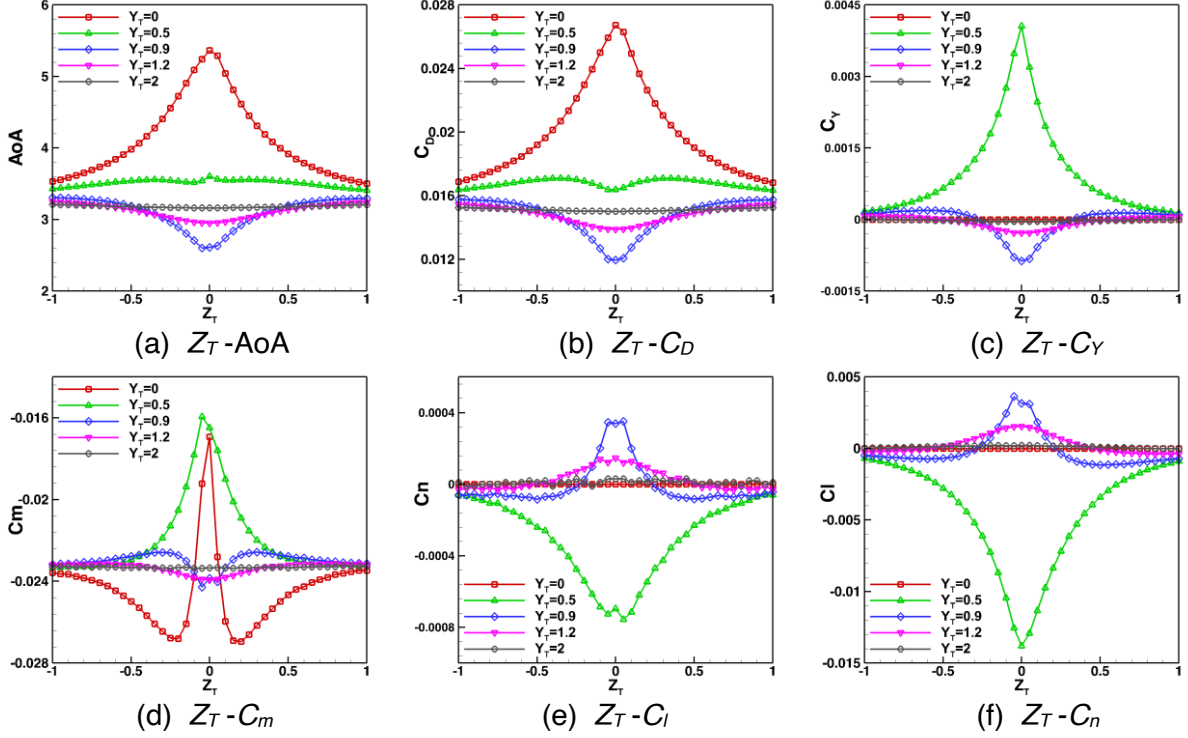 6
5
4
3
2
AoA
Y_T=0
Y_T=0.5
Y_T=0.9
Y_T=1.2
Y_T=2
-1 -0.5 0 0.5 1
Z_T
(a) Z_T -AoA
0.028
0.024
0.02
0.016
0.012
C_D
Y_T=0
Y_T=0.5
Y_T=0.9
Y_T=1.2
Y_T=2
-1 -0.5 0 0.5 1
Z_T
(b) Z_T -C_D
0.0045
0.003
0.0015
0
-0.0015
C_Y
Y_T=0
Y_T=0.5
Y_T=0.9
Y_T=1.2
Y_T=2
-1 -0.5 0 0.5 1
Z_T
(c) Z_T -C_Y
-0.016
-0.02
-0.024
-0.028
Cm
Y_T=0
Y_T=0.5
Y_T=0.9
Y_T=1.2
Y_T=2
-1 -0.5 0 0.5 1
Z_T
(d) Z_T -C_m
0.0004
0
-0.0004
-0.0008
Cn
Y_T=0
Y_T=0.5
Y_T=0.9
Y_T=1.2
Y_T=2
-1 -0.5 0 0.5 1
Z_T
(e) Z_T -C_l
0.005
0
-0.005
-0.01
-0.015
Cl
Y_T=0
Y_T=0.5
Y_T=0.9
Y_T=1.2
Y_T=2
-1 -0.5 0 0.5 1
Z_T
(f) Z_T -C_n